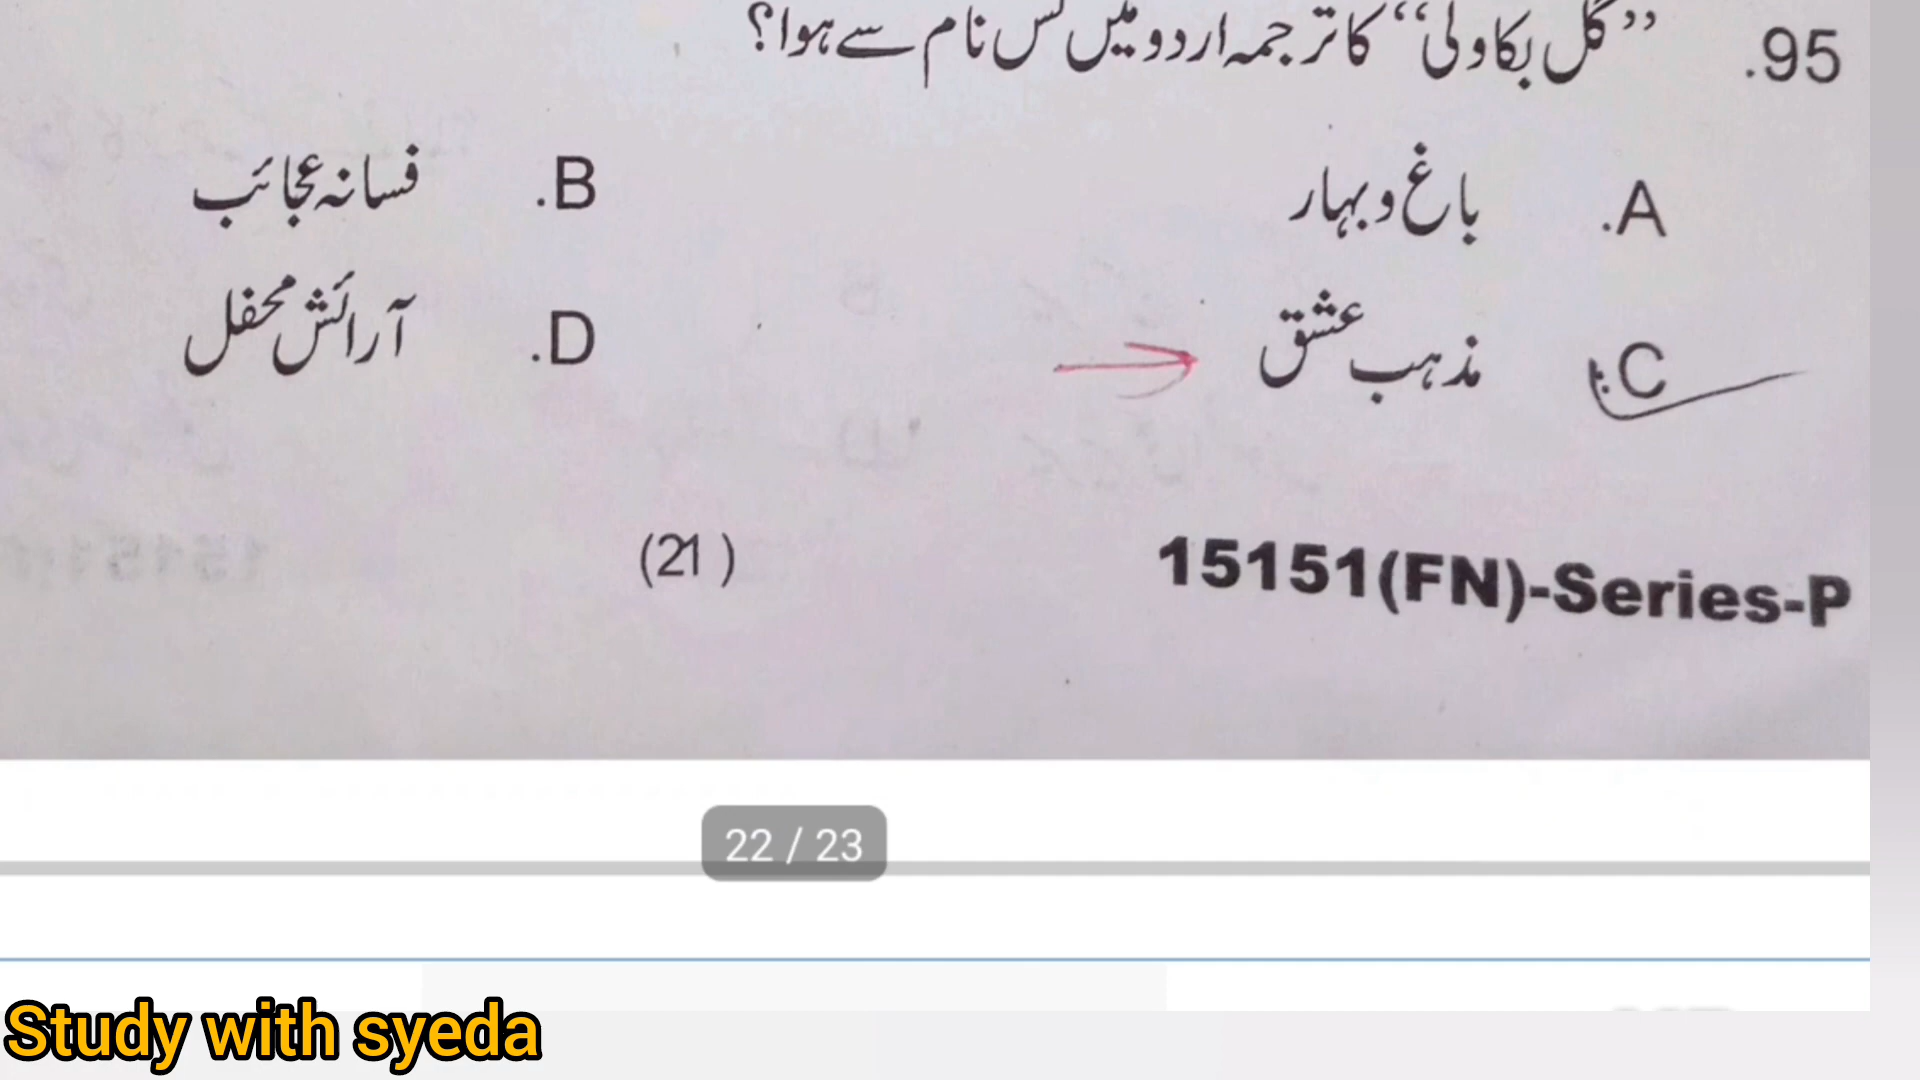 95. ”گل بکاولی“ کا ترجمہ اردو میں کس نام سے ہوا؟
A. باغ و بہار B. فسانہ عجائب
C. مذہب عشق D. آرائش محفل
(21) 15151(FN)-Series-P
22 / 23
Study with syeda